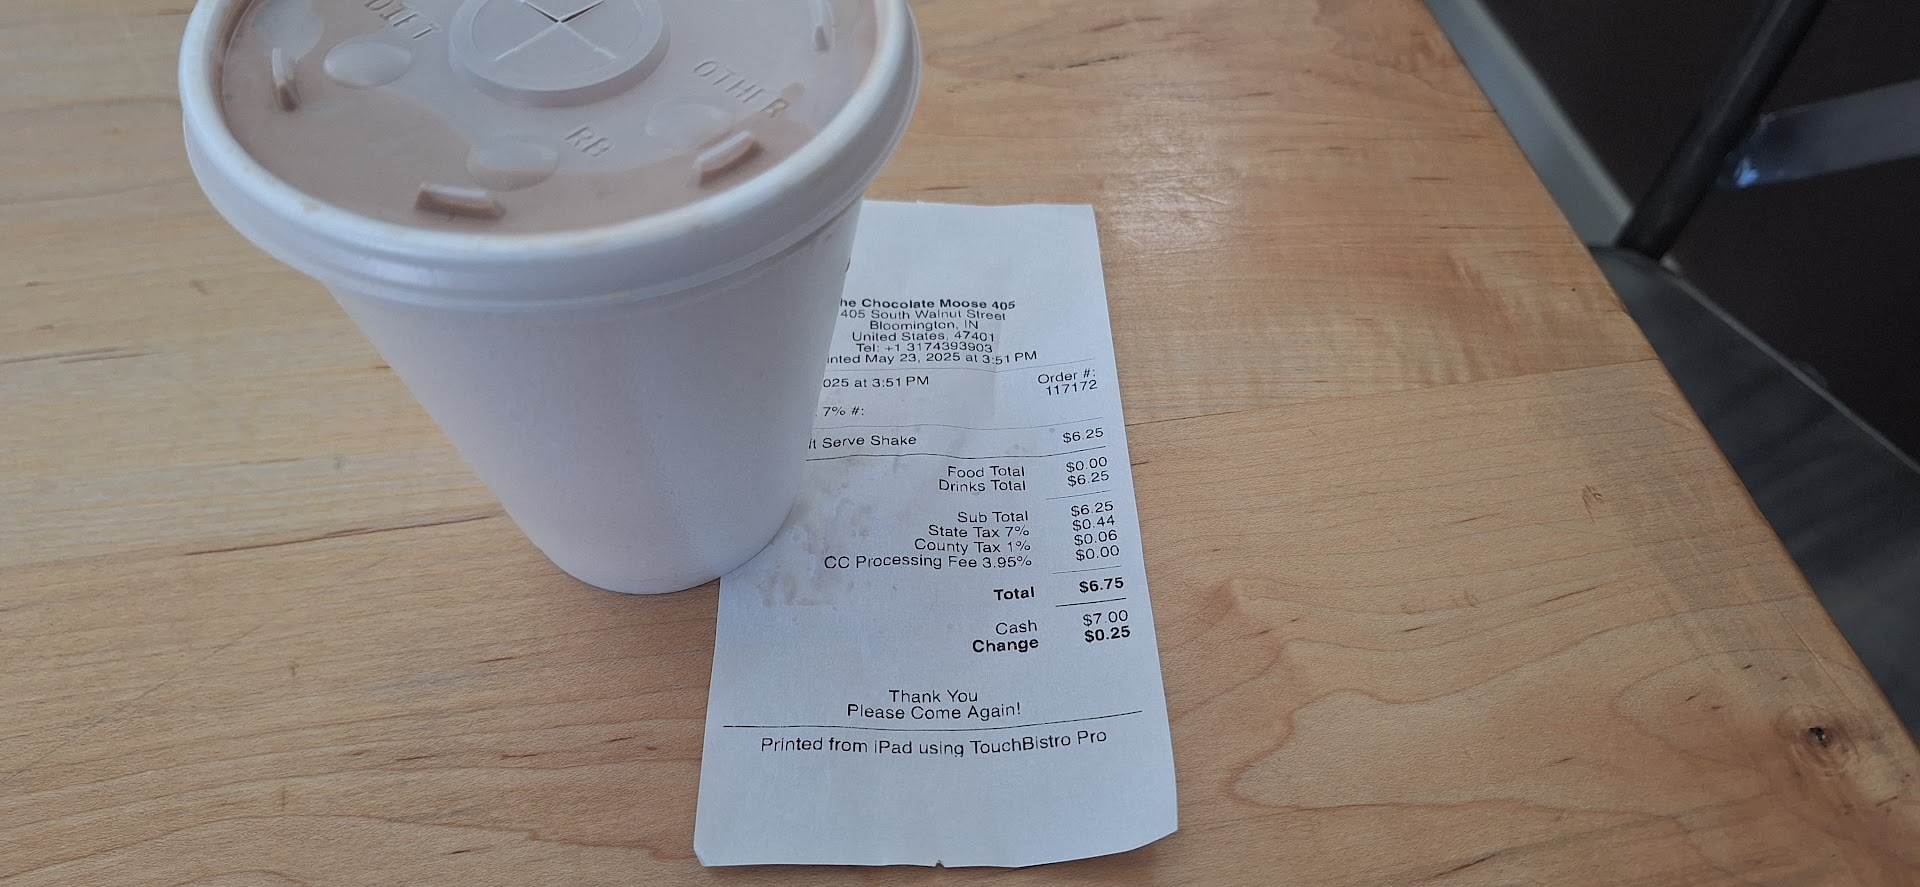 DIET
OTHER
RB
he Chocolate Moose 405
405 South Walnut Street
Bloomington, IN
United States, 47401
Tel: +1 3174393903
inted May 23, 2025 at 3:51 PM
025 at 3:51 PM
Order #:
117172
7% #:
ft Serve Shake $6.25
Food Total $0.00
Drinks Total $6.25
Sub Total $6.25
State Tax 7% $0.44
County Tax 1% $0.06
CC Processing Fee 3.95% $0.00
Total $6.75
Cash $7.00
Change $0.25
Thank You
Please Come Again!
Printed from iPad using TouchBistro Pro